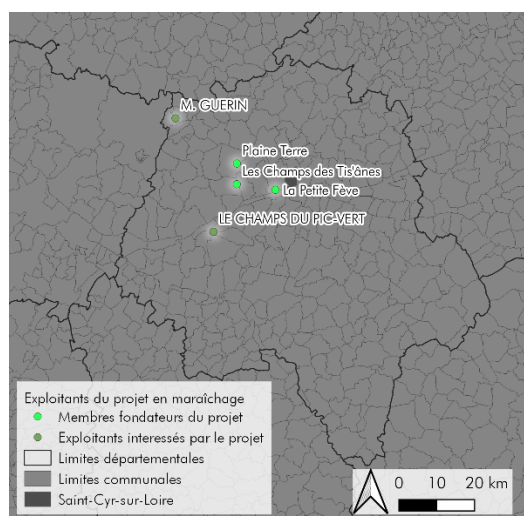 M. GUERIN
Plaine Terre
Les Champs des Tis'ânes
La Petite Fève
LE CHAMPS DU PIC-VERT
Exploitants du projet en maraîchage
Membres fondateurs du projet
Exploitants interessés par le projet
Limites départementales
Limites communales
Saint-Cyr-sur-Loire
0 10 20 km